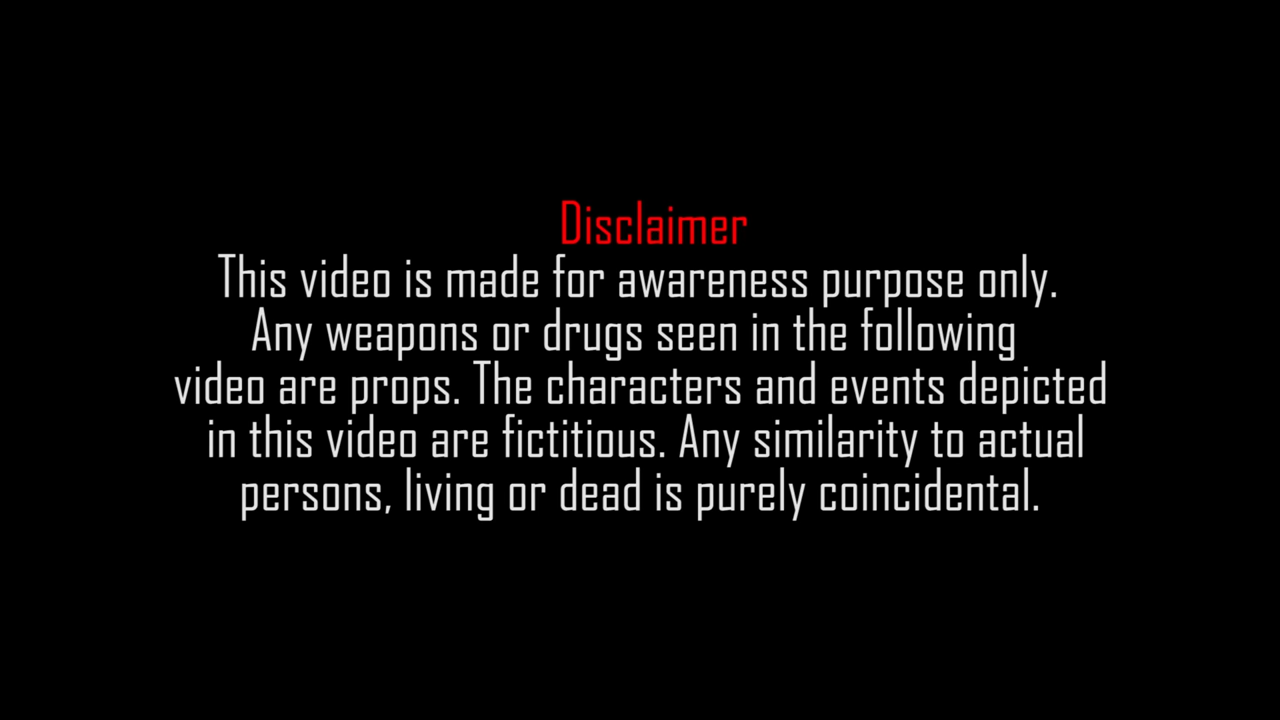 Disclaimer
This video is made for awareness purpose only.
Any weapons or drugs seen in the following
video are props. The characters and events depicted
in this video are fictitious. Any similarity to actual
persons, living or dead is purely coincidental.